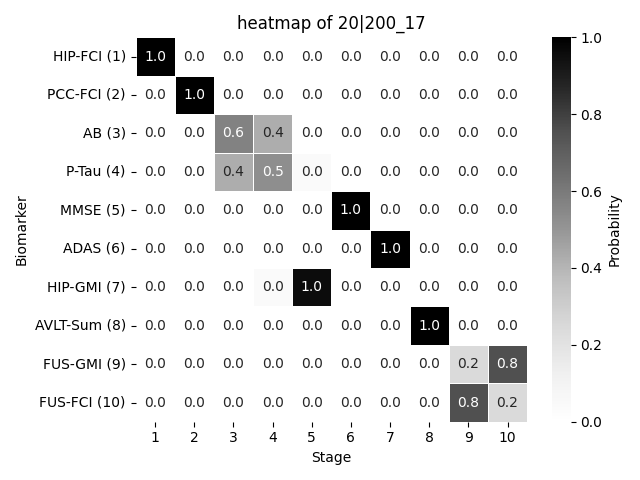 heatmap of 20|200_17
HIP-FCI (1) 1.0 0.0 0.0 0.0 0.0 0.0 0.0 0.0 0.0 0.0
PCC-FCI (2) 0.0 1.0 0.0 0.0 0.0 0.0 0.0 0.0 0.0 0.0
AB (3) 0.0 0.0 0.6 0.4 0.0 0.0 0.0 0.0 0.0 0.0
P-Tau (4) 0.0 0.0 0.4 0.5 0.0 0.0 0.0 0.0 0.0 0.0
MMSE (5) 0.0 0.0 0.0 0.0 0.0 1.0 0.0 0.0 0.0 0.0
ADAS (6) 0.0 0.0 0.0 0.0 0.0 0.0 1.0 0.0 0.0 0.0
HIP-GMI (7) 0.0 0.0 0.0 0.0 1.0 0.0 0.0 0.0 0.0 0.0
AVLT-Sum (8) 0.0 0.0 0.0 0.0 0.0 0.0 0.0 1.0 0.0 0.0
FUS-GMI (9) 0.0 0.0 0.0 0.0 0.0 0.0 0.0 0.0 0.2 0.8
FUS-FCI (10) 0.0 0.0 0.0 0.0 0.0 0.0 0.0 0.0 0.8 0.2
1 2 3 4 5 6 7 8 9 10
Stage
Biomarker
1.0
0.8
0.6
0.4
0.2
0.0
Probability